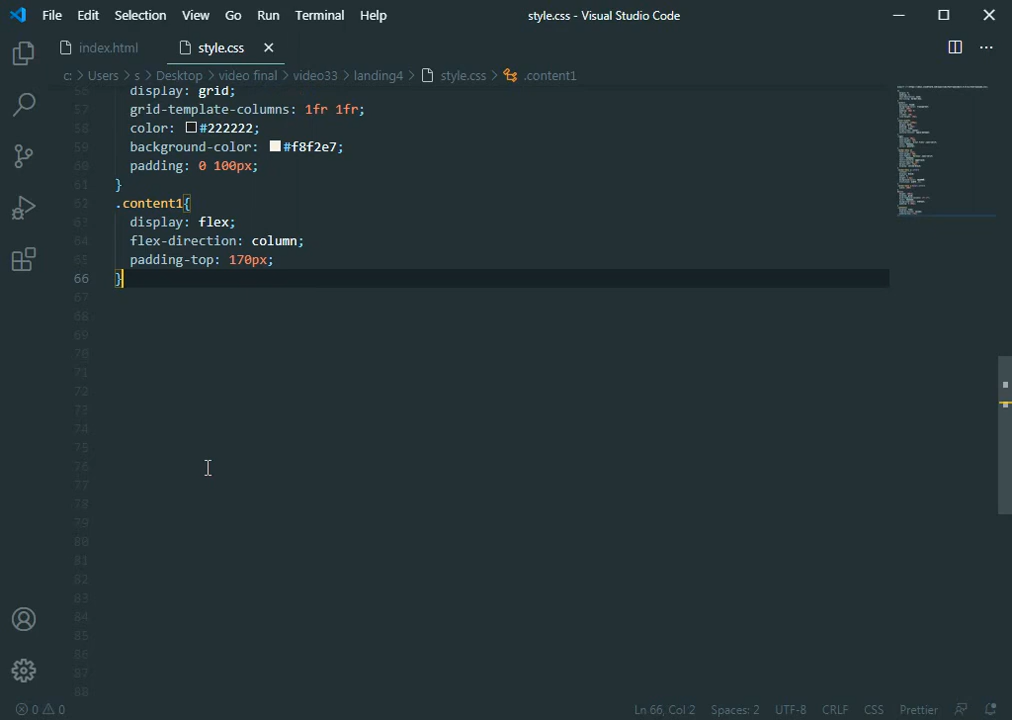 File Edit Selection View Go Run Terminal Help style.css - Visual Studio Code
index.html style.css
c: > Users > s > Desktop > video final > video33 > landing4 > style.css > .content1
56 display: grid;
57 grid-template-columns: 1fr 1fr;
58 color: #222222;
59 background-color: #f8f2e7;
60 padding: 0 100px;
61 }
62 .content1{
63 display: flex;
64 flex-direction: column;
65 padding-top: 170px;
66 }
67
68
69
70
71
72
73
74
75
76
77
78
79
80
81
82
83
84
85
86
87
88
0 0 Ln 66, Col 2 Spaces: 2 UTF-8 CRLF CSS Prettier